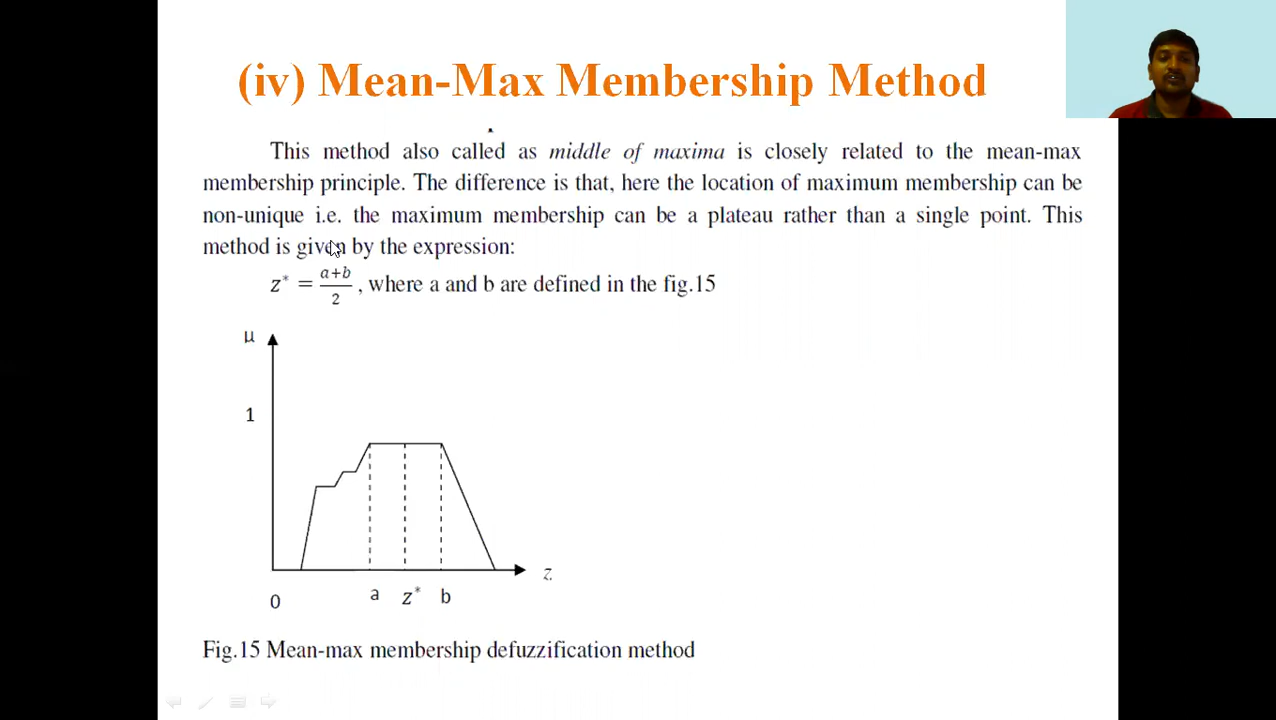 (iv) Mean-Max Membership Method
This method also called as middle of maxima is closely related to the mean-max
membership principle. The difference is that, here the location of maximum membership can be
non-unique i.e. the maximum membership can be a plateau rather than a single point. This
method is given by the expression:
z* = a+b/2 , where a and b are defined in the fig.15
μ
1
z
0 a z* b
Fig.15 Mean-max membership defuzzification method